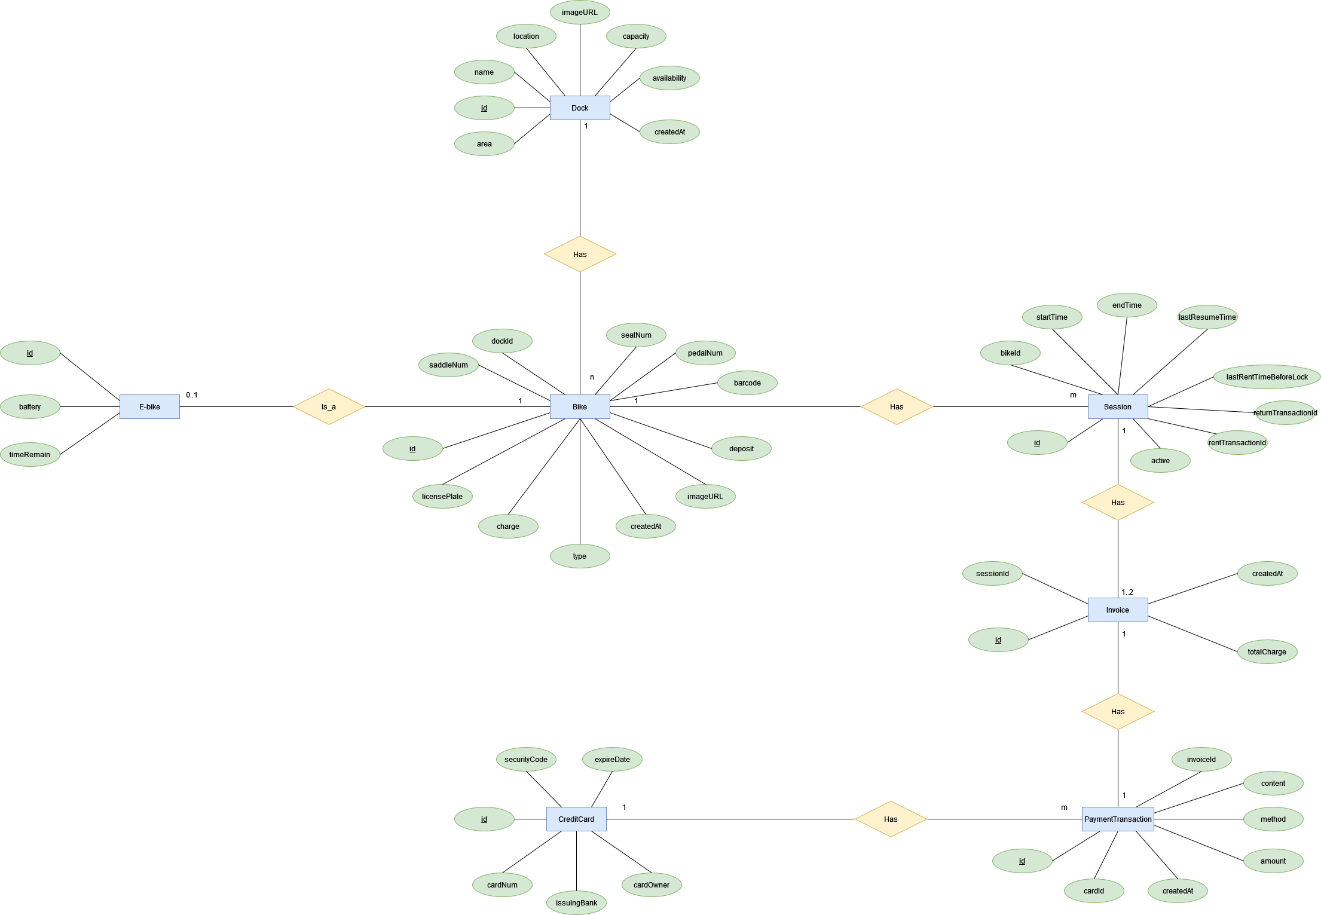 imageURL
location
capacity
name
availability
id
Dock
createdAt
area
1
Has
endTime
startTime
lastResumeTime
seatNum
dockId
bikeId
id
pedalNum
saddleNum
lastRentTimeBeforeLock
barcode
n
0..1
1
1
m
battery
E-bike
Is_a
Bike
Has
Session
returnTransactionId
1
id
rentTransactionId
id
deposit
timeRemain
active
licensePlate
imageURL
Has
charge
createdAt
type
sessionId
createdAt
1..2
Invoice
1
id
totalCharge
Has
securityCode
expireDate
invoiceId
content
1
1
m
id
CreditCard
Has
PaymentTransaction
method
id
amount
cardNum
cardOwner
cardId
createdAt
issuingBank